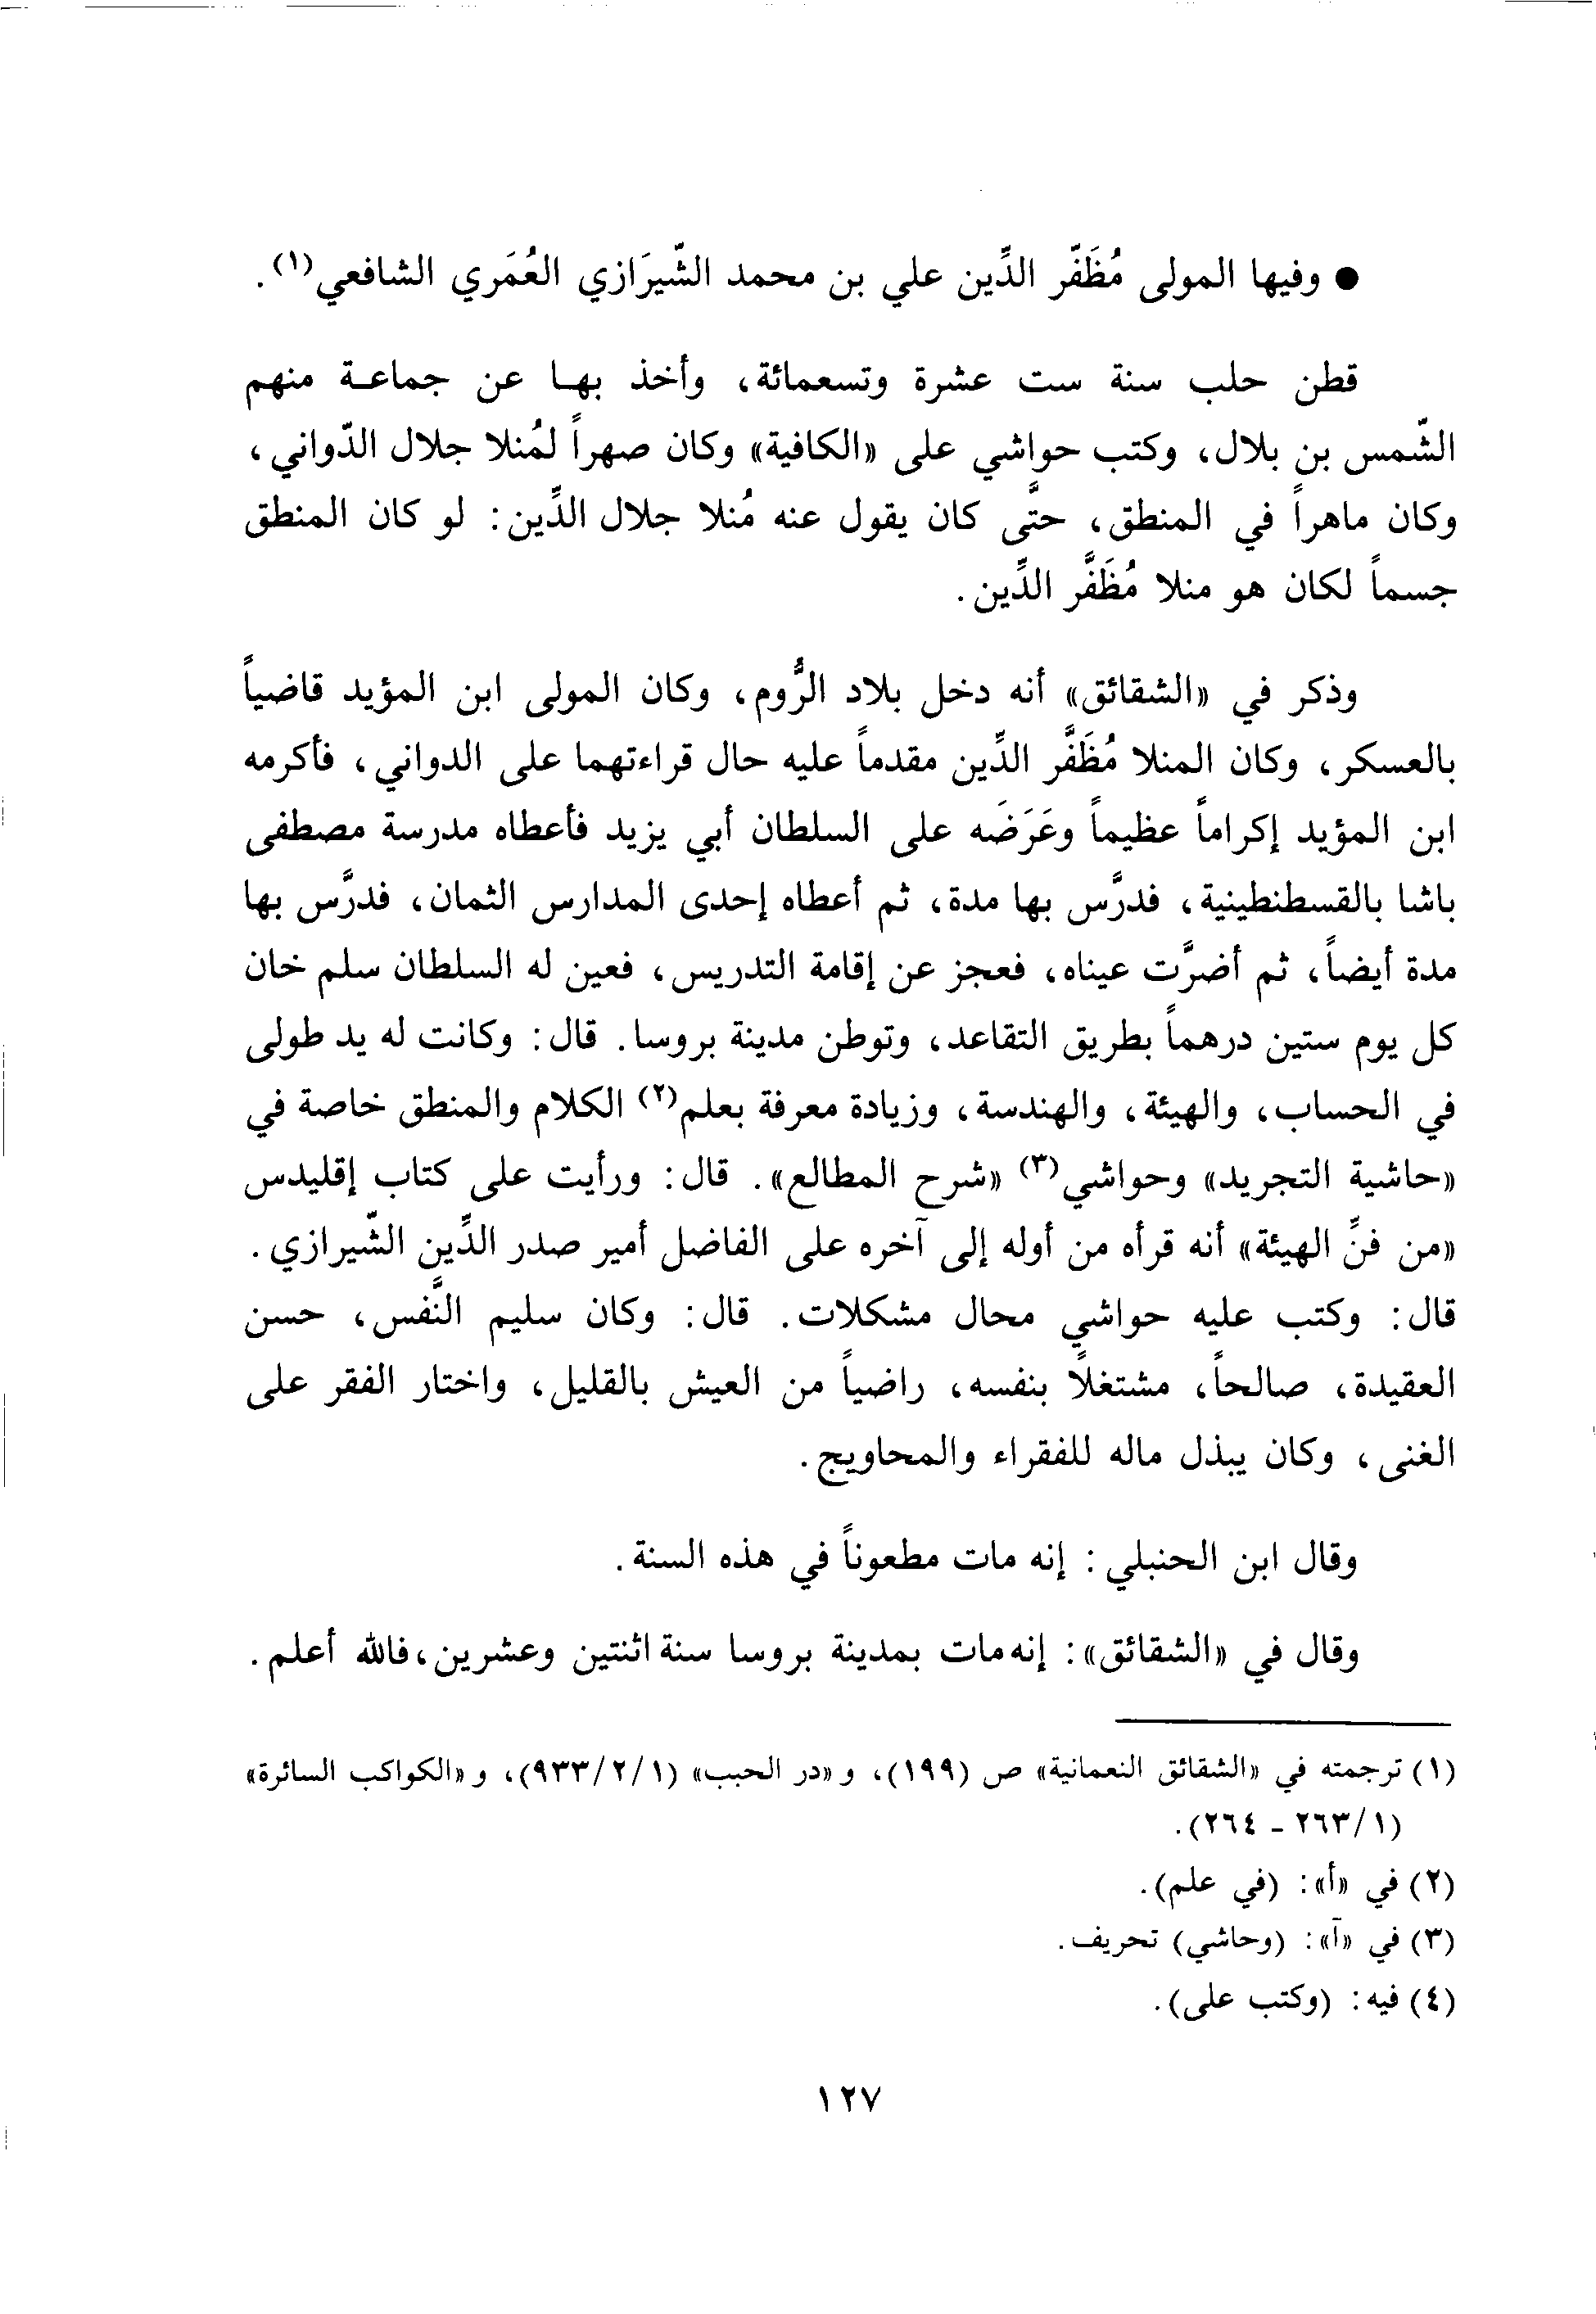 ● وفيها المولى مُظَفَّر الدِّين علي بن محمد الشِّيرَازي العُمَري الشافعي(١).
قطن حلب سنة ست عشرة وتسعمائة، وأخذ بها عن جماعة منهم
الشَّمس بن بلال، وكتب حواشي على «الكافية» وكان صهراً لمُنلا جلال الدّواني،
وكان ماهراً في المنطق، حتَّى كان يقول عنه مُنلا جلال الدِّين: لو كان المنطق
جسماً لكان هو منلا مُظَفَّر الدِّين.
وذكر في «الشقائق» أنه دخل بلاد الرُّوم، وكان المولى ابن المؤيد قاضياً
بالعسكر، وكان المنلا مُظَفَّر الدِّين مقدماً عليه حال قراءتهما على الدواني، فأكرمه
ابن المؤيد إكراماً عظيماً وعَرَضَه على السلطان أبي يزيد فأعطاه مدرسة مصطفى
باشا بالقسطنطينية، فدرَّس بها مدة، ثم أعطاه إحدى المدارس الثمان، فدرَّس بها
مدة أيضاً، ثم أضرَّت عيناه، فعجز عن إقامة التدريس، فعين له السلطان سلم خان
كل يوم ستين درهماً بطريق التقاعد، وتوطن مدينة بروسا. قال: وكانت له يد طولى
في الحساب، والهيئة، والهندسة، وزيادة معرفة بعلم(٢) الكلام والمنطق خاصة في
«حاشية التجريد» وحواشي(٣) «شرح المطالع». قال: ورأيت على كتاب إقليدس
«من فنِّ الهيئة» أنه قرأه من أوله إلى آخره على الفاضل أمير صدر الدِّين الشِّيرازي.
قال: وكتب عليه حواشي محال مشكلات. قال: وكان سليم النَّفس، حسن
العقيدة، صالحاً، مشتغلاً بنفسه، راضياً من العيش بالقليل، واختار الفقر على
الغنى، وكان يبذل ماله للفقراء والمحاويج.
وقال ابن الحنبلي: إنه مات مطعوناً في هذه السنة.
وقال في «الشقائق»: إنه مات بمدينة بروسا سنة اثنتين وعشرين، فالله أعلم.
(١) ترجمته في «الشقائق النعمانية» ص (١٩٩)، و«در الحبب» (٩٣٣/٢/١)، و«الكواكب السائرة»
(٢٦٣/١ - ٢٦٤).
(٢) في «أ»: (في علم).
(٣) في «آ»: (وحاشي) تحريف.
(٤) فيه: (وكتب على).
١٢٧